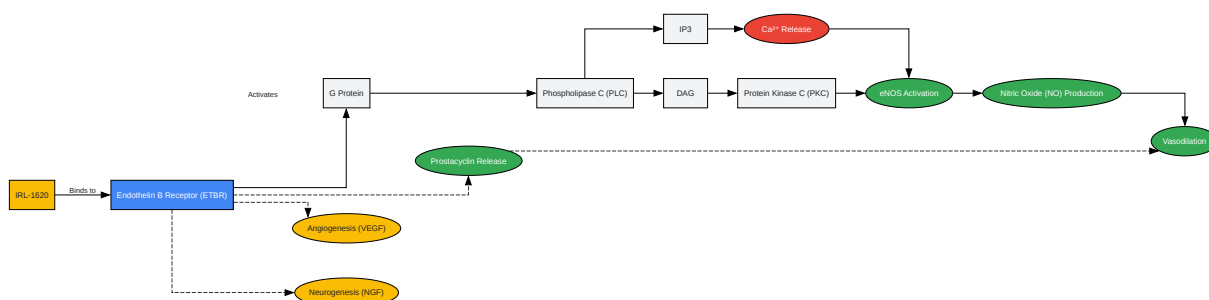 IP3
Ca²⁺ Release
Activates
G Protein
Phospholipase C (PLC)
DAG
Protein Kinase C (PKC)
eNOS Activation
Nitric Oxide (NO) Production
Vasodilation
Prostacyclin Release
IRL-1620
Binds to
Endothelin B Receptor (ETBR)
Angiogenesis (VEGF)
Neurogenesis (NGF)